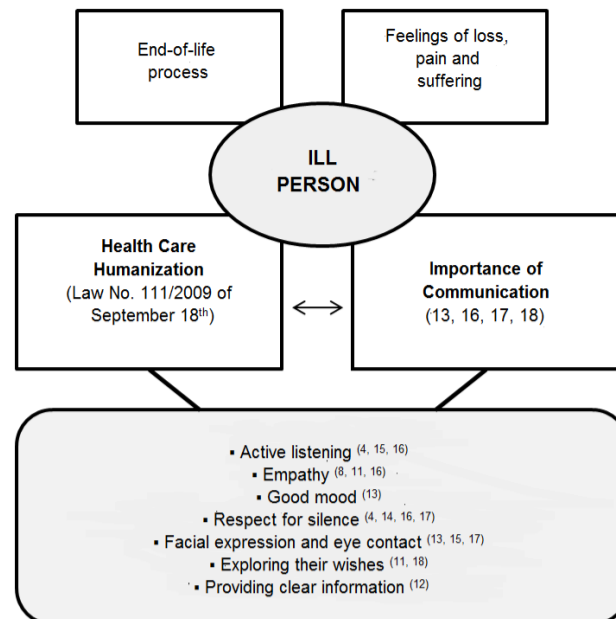 End-of-life
process
Feelings of loss,
pain and
suffering
ILL
PERSON
Health Care
Humanization
(Law No. 111/2009 of
September 18th)
Importance of
Communication
(13, 16, 17, 18)
▪ Active listening (4, 15, 16)
▪ Empathy (8, 11, 16)
▪ Good mood (13)
▪ Respect for silence (4, 14, 16, 17)
▪ Facial expression and eye contact (13, 15, 17)
▪ Exploring their wishes (11, 18)
▪ Providing clear information (12)